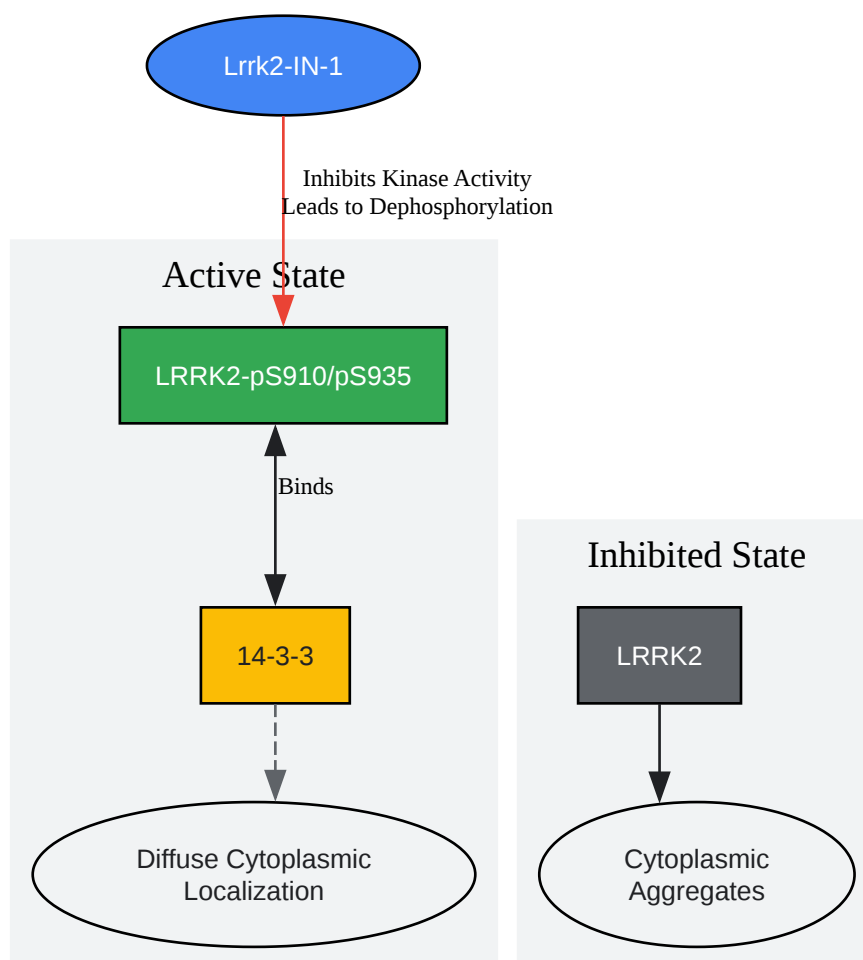 Lrrk2-IN-1
Inhibits Kinase Activity
Leads to Dephosphorylation
Active State
LRRK2-pS910/pS935
Binds
14-3-3
Diffuse Cytoplasmic
Localization
Inhibited State
LRRK2
Cytoplasmic
Aggregates